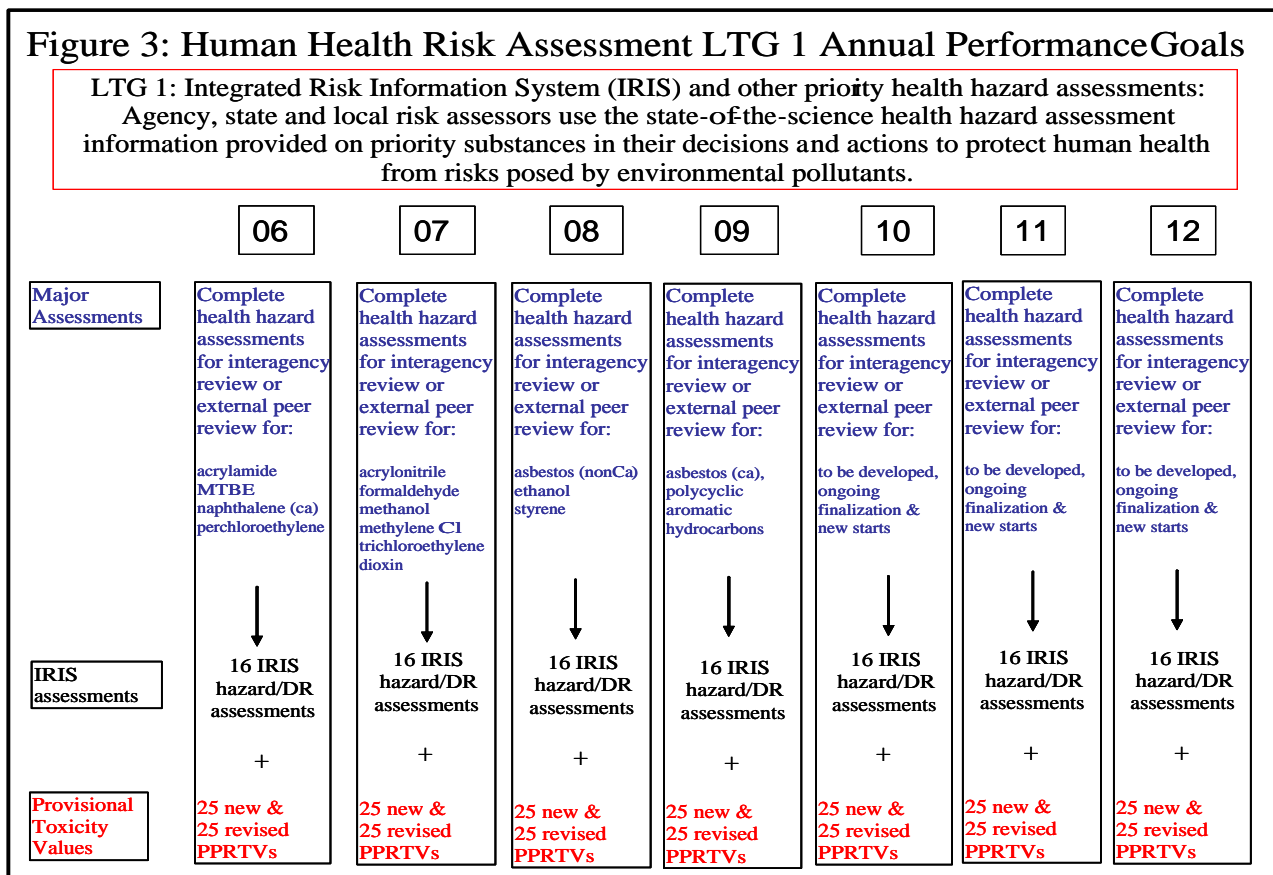 Figure 3: Human Health Risk Assessment LTG 1 Annual Performance Goals
LTG 1: Integrated Risk Information System (IRIS) and other priority health hazard assessments:
Agency, state and local risk assessors use the state-of-the-science health hazard assessment
information provided on priority substances in their decisions and actions to protect human health
from risks posed by environmental pollutants.
06
07
08
09
10
11
12
Major
Assessments
Complete
health hazard
assessments
for interagency
review or
external peer
review for:
acrylamide
MTBE
naphthalene (ca)
perchloroethylene
Complete
health hazard
assessments
for interagency
review or
external peer
review for:
acrylonitrile
formaldehyde
methanol
methylene Cl
trichloroethylene
dioxin
Complete
health hazard
assessments
for interagency
review or
external peer
review for:
asbestos (nonCa)
ethanol
styrene
Complete
health hazard
assessments
for interagency
review or
external peer
review for:
asbestos (ca),
polycyclic
aromatic
hydrocarbons
Complete
health hazard
assessments
for interagency
review or
external peer
review for:
to be developed,
ongoing
finalization &
new starts
Complete
health hazard
assessments
for interagency
review or
external peer
review for:
to be developed,
ongoing
finalization &
new starts
Complete
health hazard
assessments
for interagency
review or
external peer
review for:
to be developed,
ongoing
finalization &
new starts
IRIS
assessments
16 IRIS
hazard/DR
assessments
+
16 IRIS
hazard/DR
assessments
+
16 IRIS
hazard/DR
assessments
+
16 IRIS
hazard/DR
assessments
+
16 IRIS
hazard/DR
assessments
+
16 IRIS
hazard/DR
assessments
+
16 IRIS
hazard/DR
assessments
+
Provisional
Toxicity
Values
25 new &
25 revised
PPRTVs
25 new &
25 revised
PPRTVs
25 new &
25 revised
PPRTVs
25 new &
25 revised
PPRTVs
25 new &
25 revised
PPRTVs
25 new &
25 revised
PPRTVs
25 new &
25 revised
PPRTVs